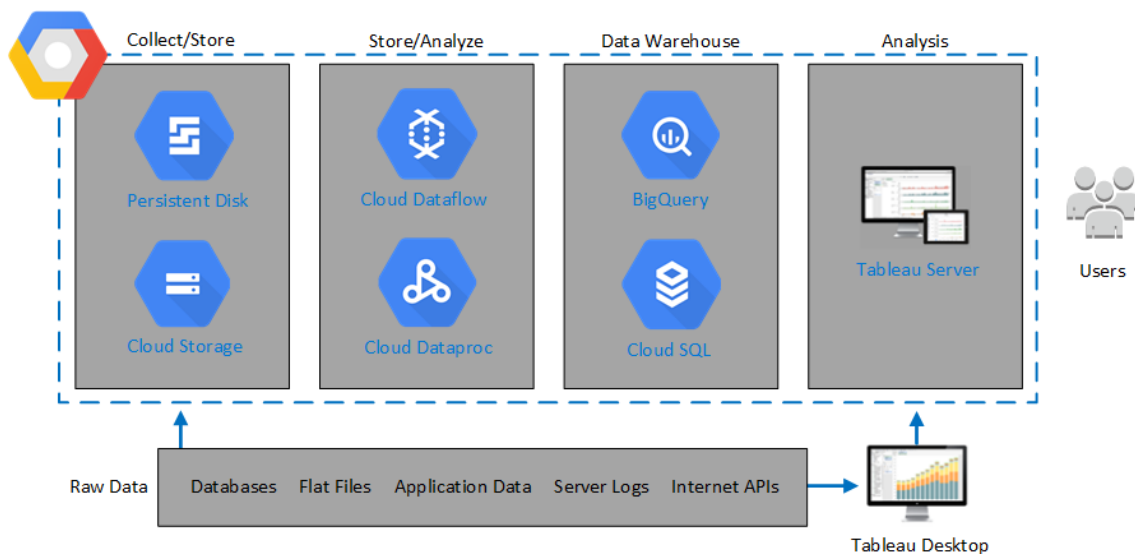 Collect/Store
Store/Analyze
Data Warehouse
Analysis
Persistent Disk
Cloud Dataflow
BigQuery
Cloud Storage
Cloud Dataproc
Cloud SQL
Tableau Server
Users
Raw Data
Databases
Flat Files
Application Data
Server Logs
Internet APIs
Tableau Desktop